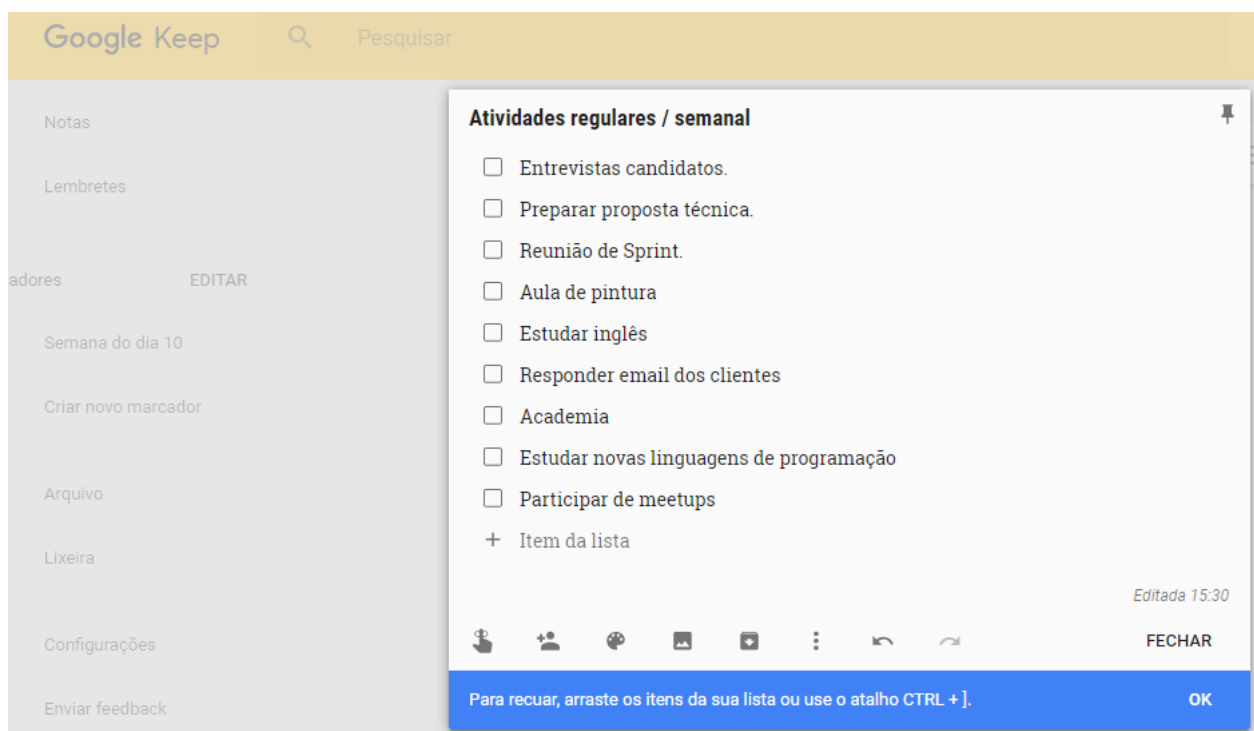 Google Keep
Pesquisar
Notas
Lembretes
adores
EDITAR
Semana do dia 10
Criar novo marcador
Arquivo
Lixeira
Configurações
Enviar feedback
Atividades regulares / semanal
Entrevistas candidatos.
Preparar proposta técnica.
Reunião de Sprint.
Aula de pintura
Estudar inglês
Responder email dos clientes
Academia
Estudar novas linguagens de programação
Participar de meetups
+ Item da lista
Editada 15:30
FECHAR
Para recuar, arraste os itens da sua lista ou use o atalho CTRL + ].
OK